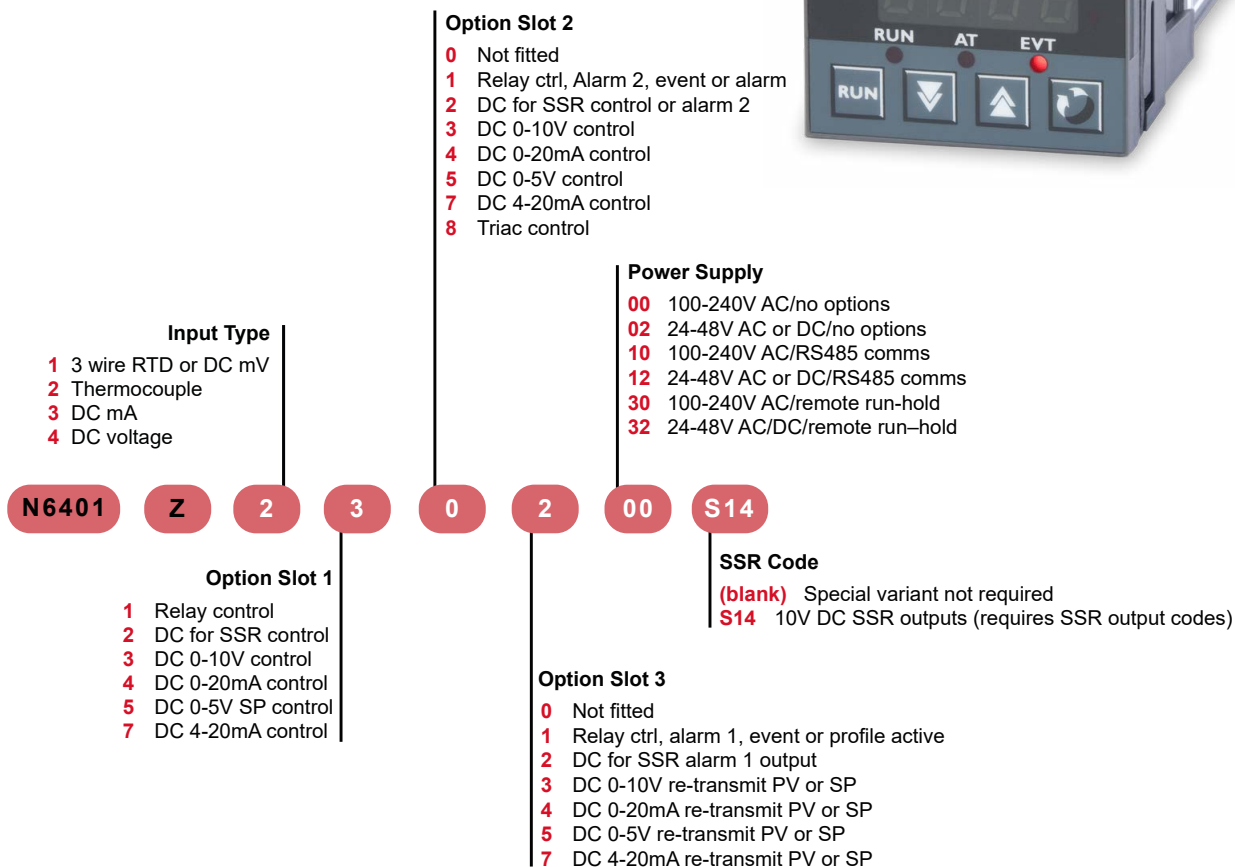 Option Slot 2
0 Not fitted
1 Relay ctrl, Alarm 2, event or alarm
2 DC for SSR control or alarm 2
3 DC 0-10V control
4 DC 0-20mA control
5 DC 0-5V control
7 DC 4-20mA control
8 Triac control
RUN AT EVT
RUN
Power Supply
00 100-240V AC/no options
02 24-48V AC or DC/no options
10 100-240V AC/RS485 comms
12 24-48V AC or DC/RS485 comms
30 100-240V AC/remote run-hold
32 24-48V AC/DC/remote run–hold
Input Type
1 3 wire RTD or DC mV
2 Thermocouple
3 DC mA
4 DC voltage
N6401 Z 2 3 0 2 00 S14
Option Slot 1
1 Relay control
2 DC for SSR control
3 DC 0-10V control
4 DC 0-20mA control
5 DC 0-5V SP control
7 DC 4-20mA control
SSR Code
(blank) Special variant not required
S14 10V DC SSR outputs (requires SSR output codes)
Option Slot 3
0 Not fitted
1 Relay ctrl, alarm 1, event or profile active
2 DC for SSR alarm 1 output
3 DC 0-10V re-transmit PV or SP
4 DC 0-20mA re-transmit PV or SP
5 DC 0-5V re-transmit PV or SP
7 DC 4-20mA re-transmit PV or SP